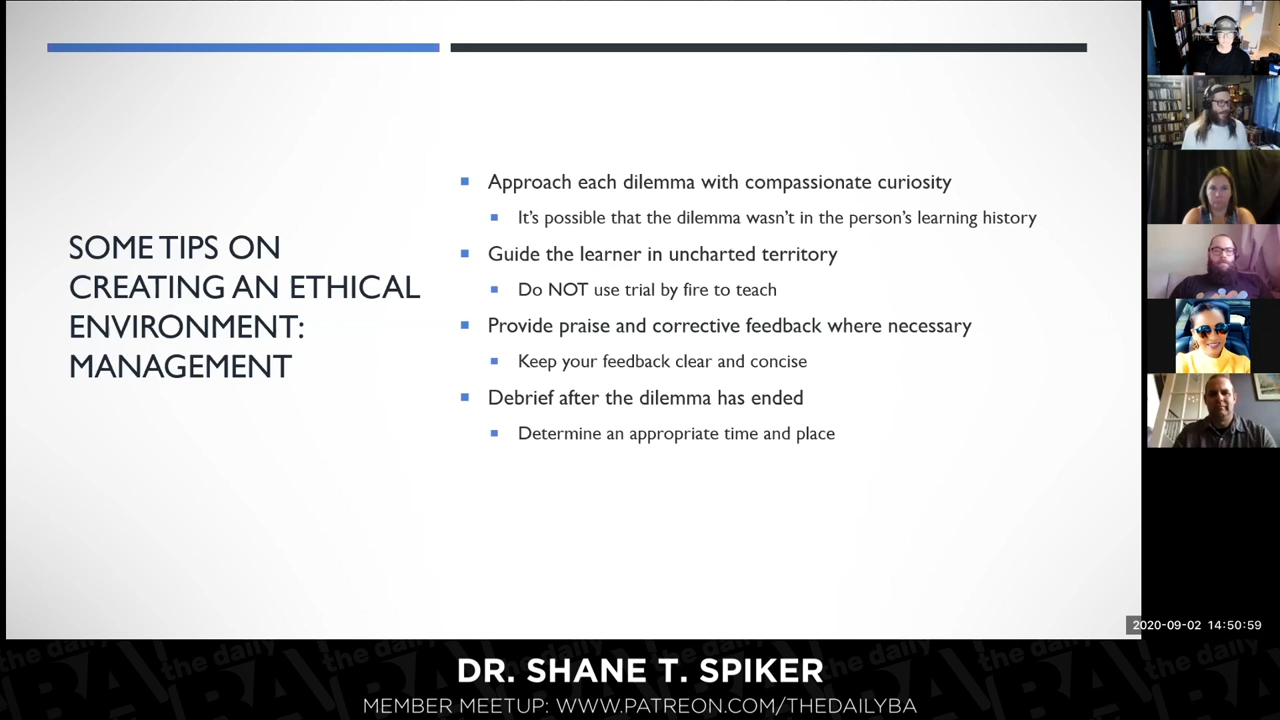 SOME TIPS ON
CREATING AN ETHICAL
ENVIRONMENT:
MANAGEMENT
Approach each dilemma with compassionate curiosity
It's possible that the dilemma wasn't in the person's learning history
Guide the learner in uncharted territory
Do NOT use trial by fire to teach
Provide praise and corrective feedback where necessary
Keep your feedback clear and concise
Debrief after the dilemma has ended
Determine an appropriate time and place
2020-09-02 14:50:59
the daily
BA
DR. SHANE T. SPIKER
MEMBER MEETUP: WWW.PATREON.COM/THEDAILYBA